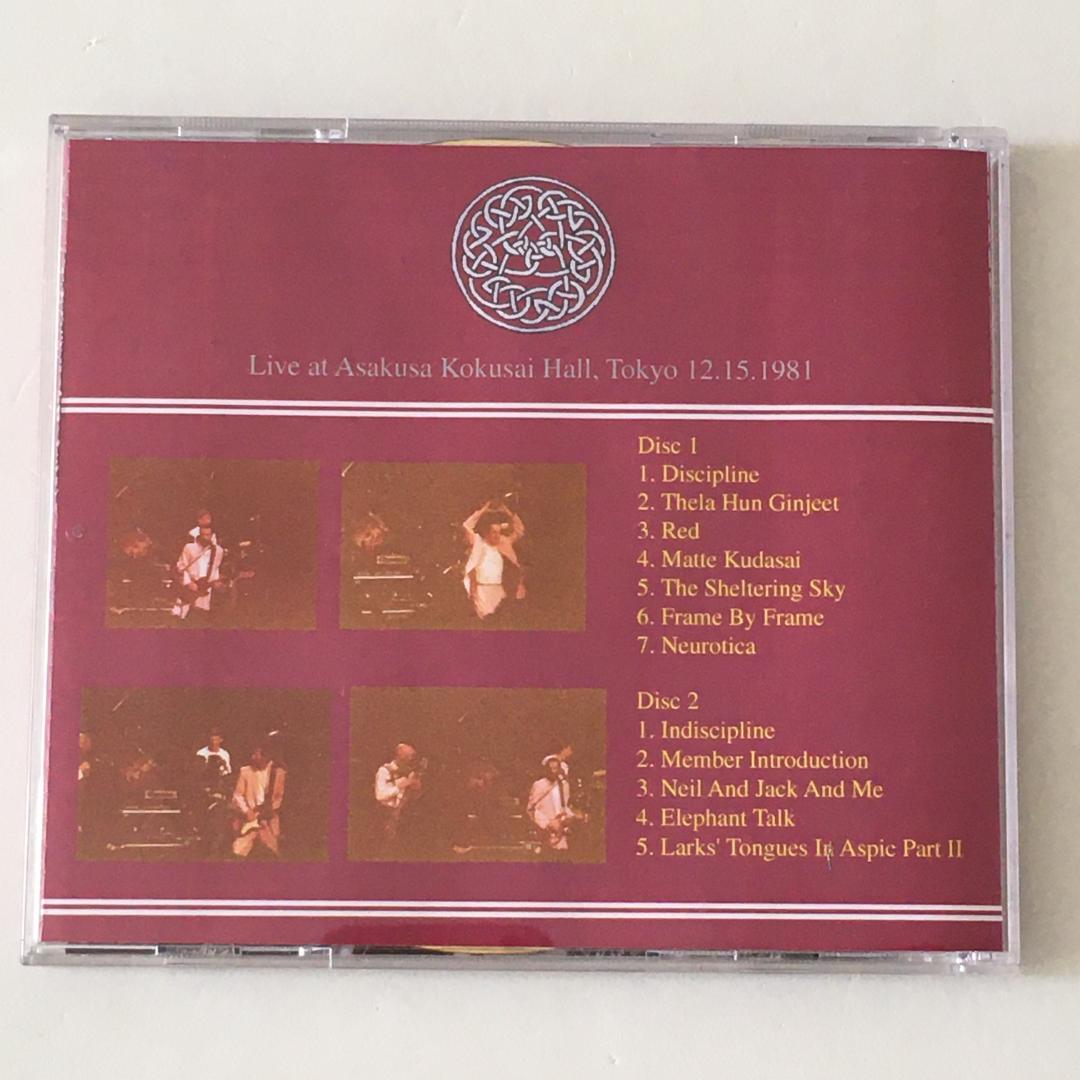 Live at Asakusa Kokusai Hall, Tokyo 12.15.1981
Disc 1
1. Discipline
2. Thela Hun Ginjeet
3. Red
4. Matte Kudasai
5. The Sheltering Sky
6. Frame By Frame
7. Neurotica
Disc 2
1. Indiscipline
2. Member Introduction
3. Neil And Jack And Me
4. Elephant Talk
5. Larks' Tongues In Aspic Part II